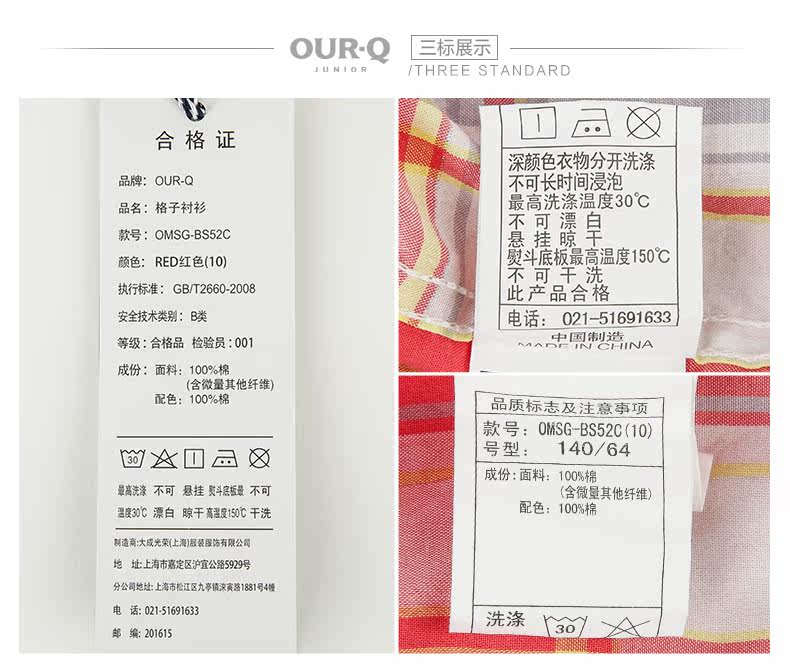 OUR-Q
JUNIOR
三标展示
/THREE STANDARD
合格证
品牌：OUR-Q
品名：格子衬衫
款号：OMSG-BS52C
颜色：RED红色(10)
执行标准：GB/T2660-2008
安全技术类别：B类
等级：合格品 检验员：001
成份：面料：100%棉
(含微量其他纤维)
配色：100%棉
30
最高洗涤 不可 悬挂 熨斗底板最 不可
温度30℃ 漂白 晾干 高温度150℃ 干洗
制造商:大成光荣(上海)服装服饰有限公司
地 址:上海市嘉定区沪宜公路5929号
分公司地址:上海市松江区九亭镇涞寅路1881号4幢
电 话：021-51691633
邮 编：201615
深颜色衣物分开洗涤
不可长时间浸泡
最高洗涤温度30℃
不可漂白
悬挂晾干
熨斗底板最高温度150℃
不可干洗
此产品合格
电话：021-51691633
中国制造
MADE IN CHINA
品质标志及注意事项
款号：OMSG-BS52C(10)
号型：140/64
成份:面料：100%棉
(含微量其他纤维)
配色：100%棉
洗涤 30